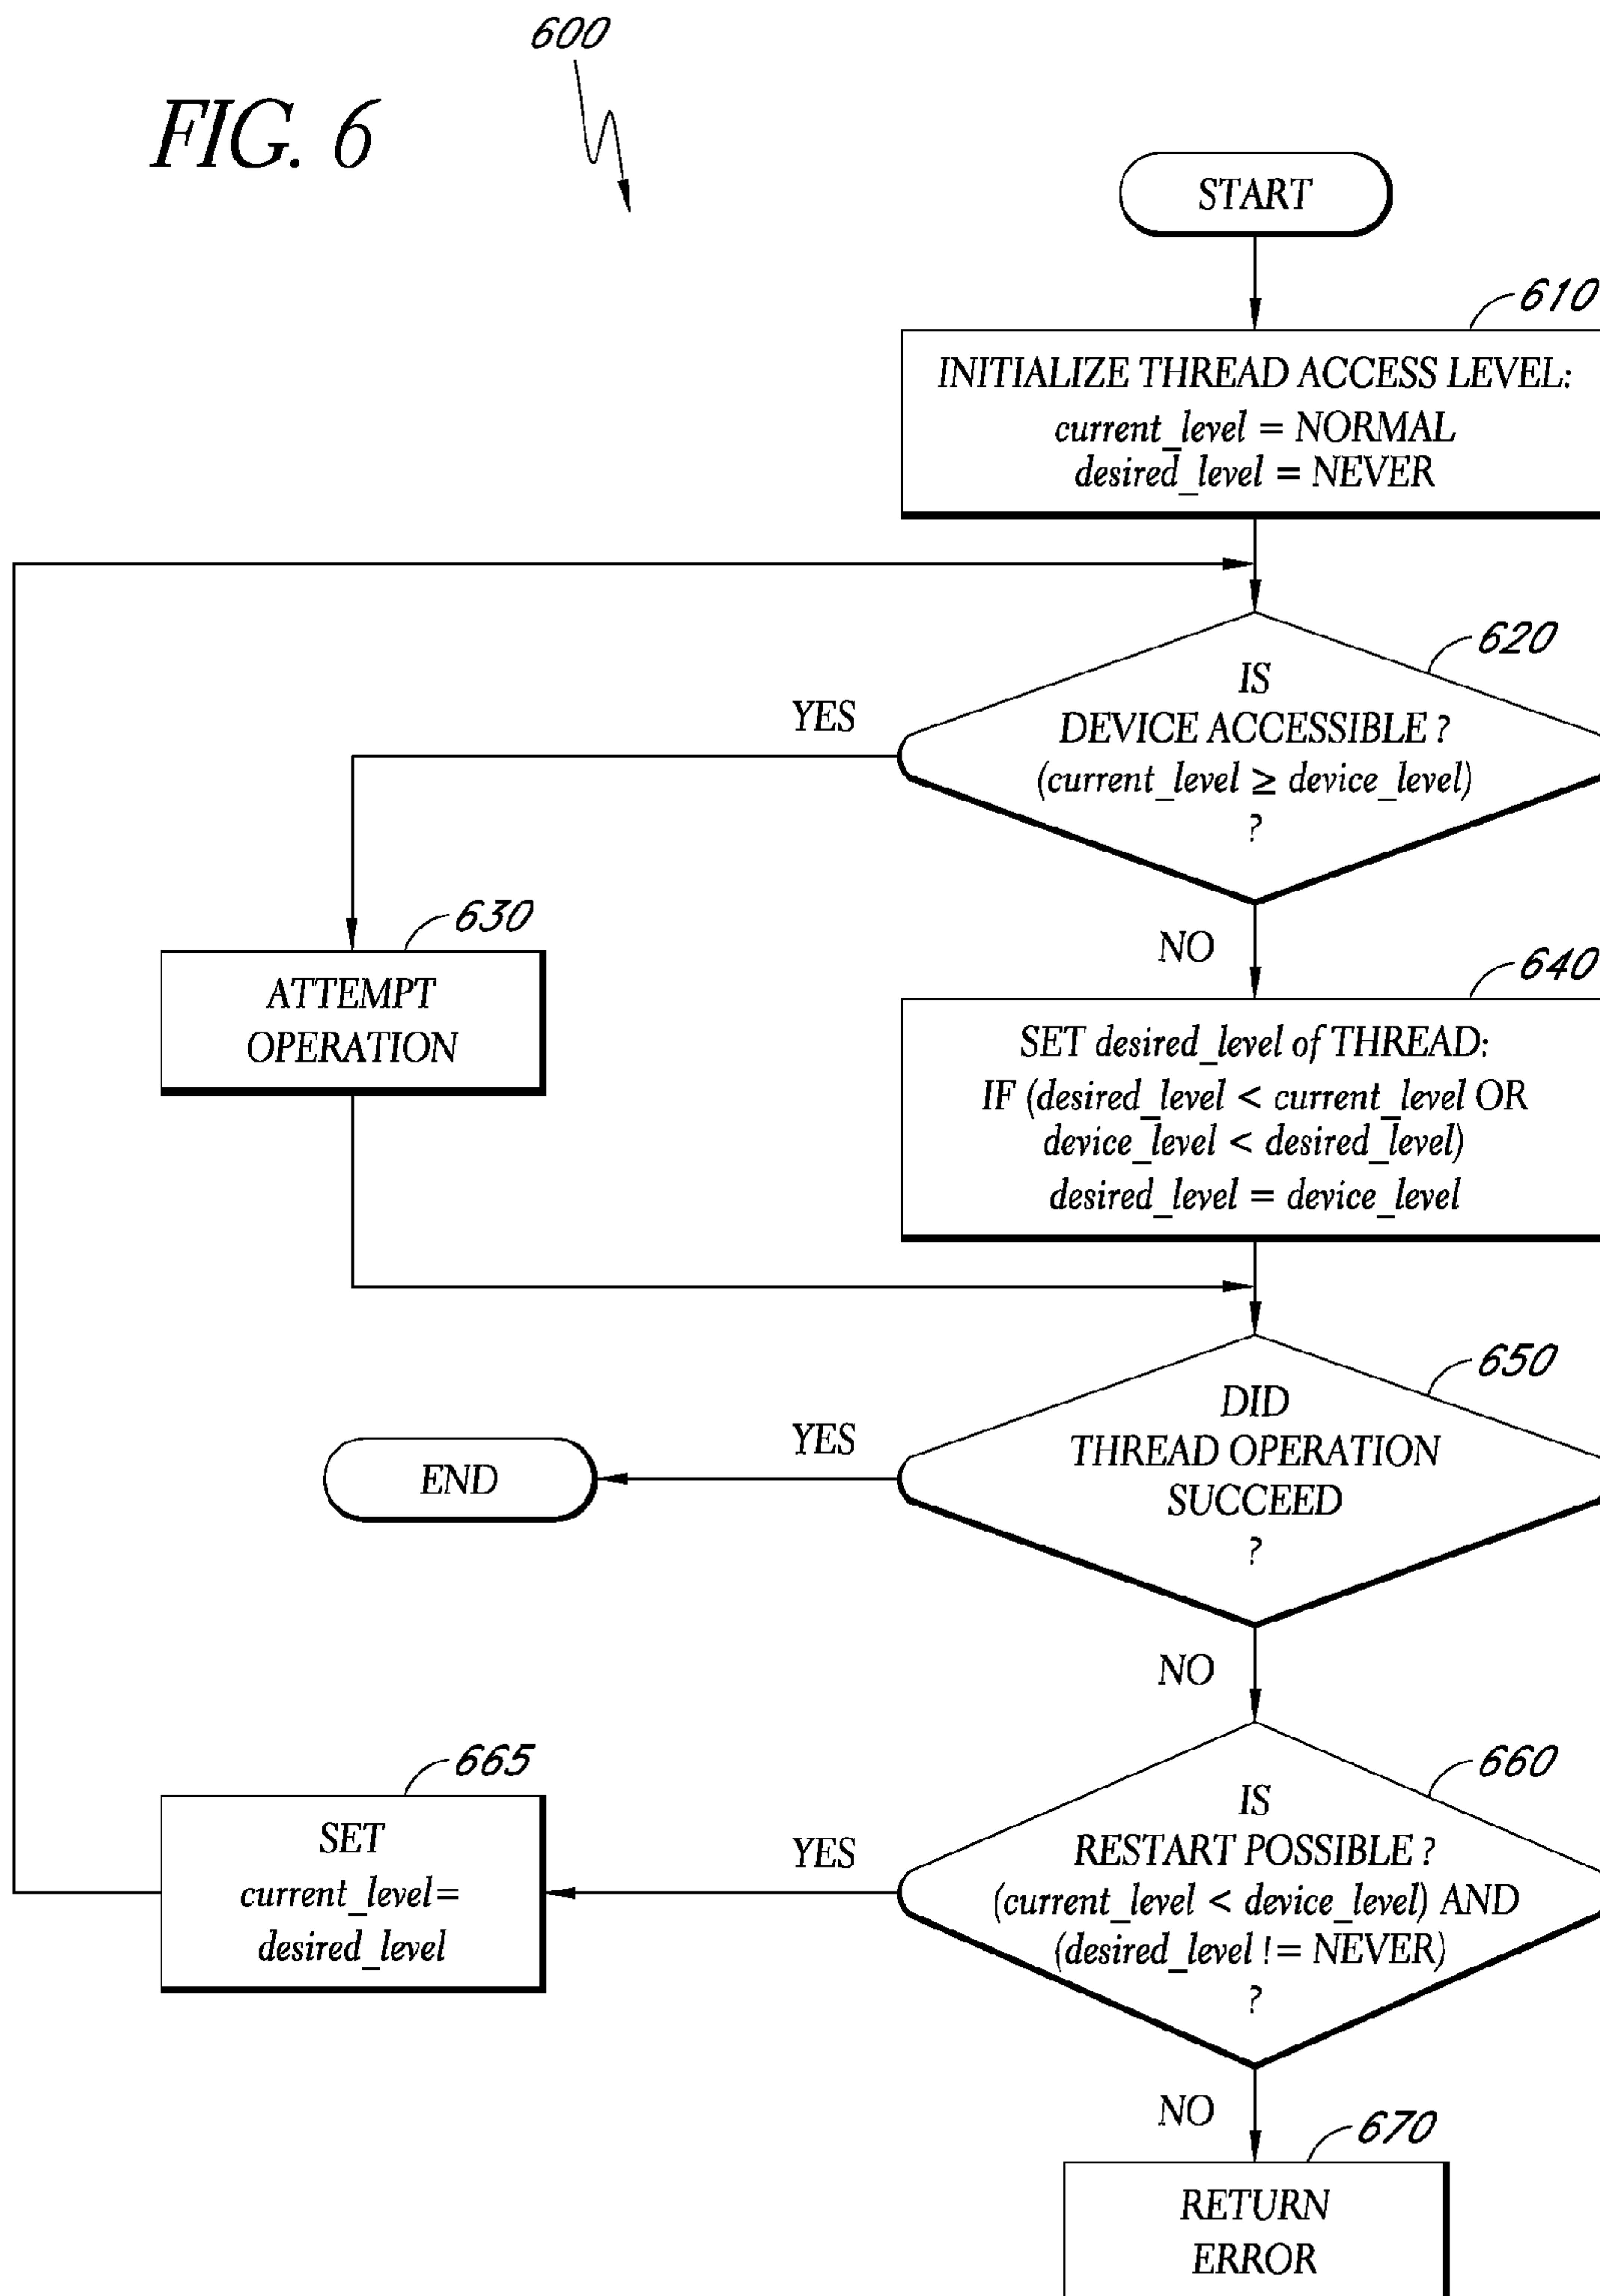 600
FIG. 6
START
610
INITIALIZE THREAD ACCESS LEVEL:
current_level = NORMAL
desired_level = NEVER
620
IS
DEVICE ACCESSIBLE ?
(current_level ≥ device_level)
?
YES
NO
630
ATTEMPT
OPERATION
640
SET desired_level of THREAD:
IF (desired_level < current_level OR
device_level < desired_level)
desired_level = device_level
650
DID
THREAD OPERATION
SUCCEED
?
YES
END
NO
660
IS
RESTART POSSIBLE ?
(current_level < device_level) AND
(desired_level != NEVER)
?
YES
665
SET
current_level=
desired_level
NO
670
RETURN
ERROR